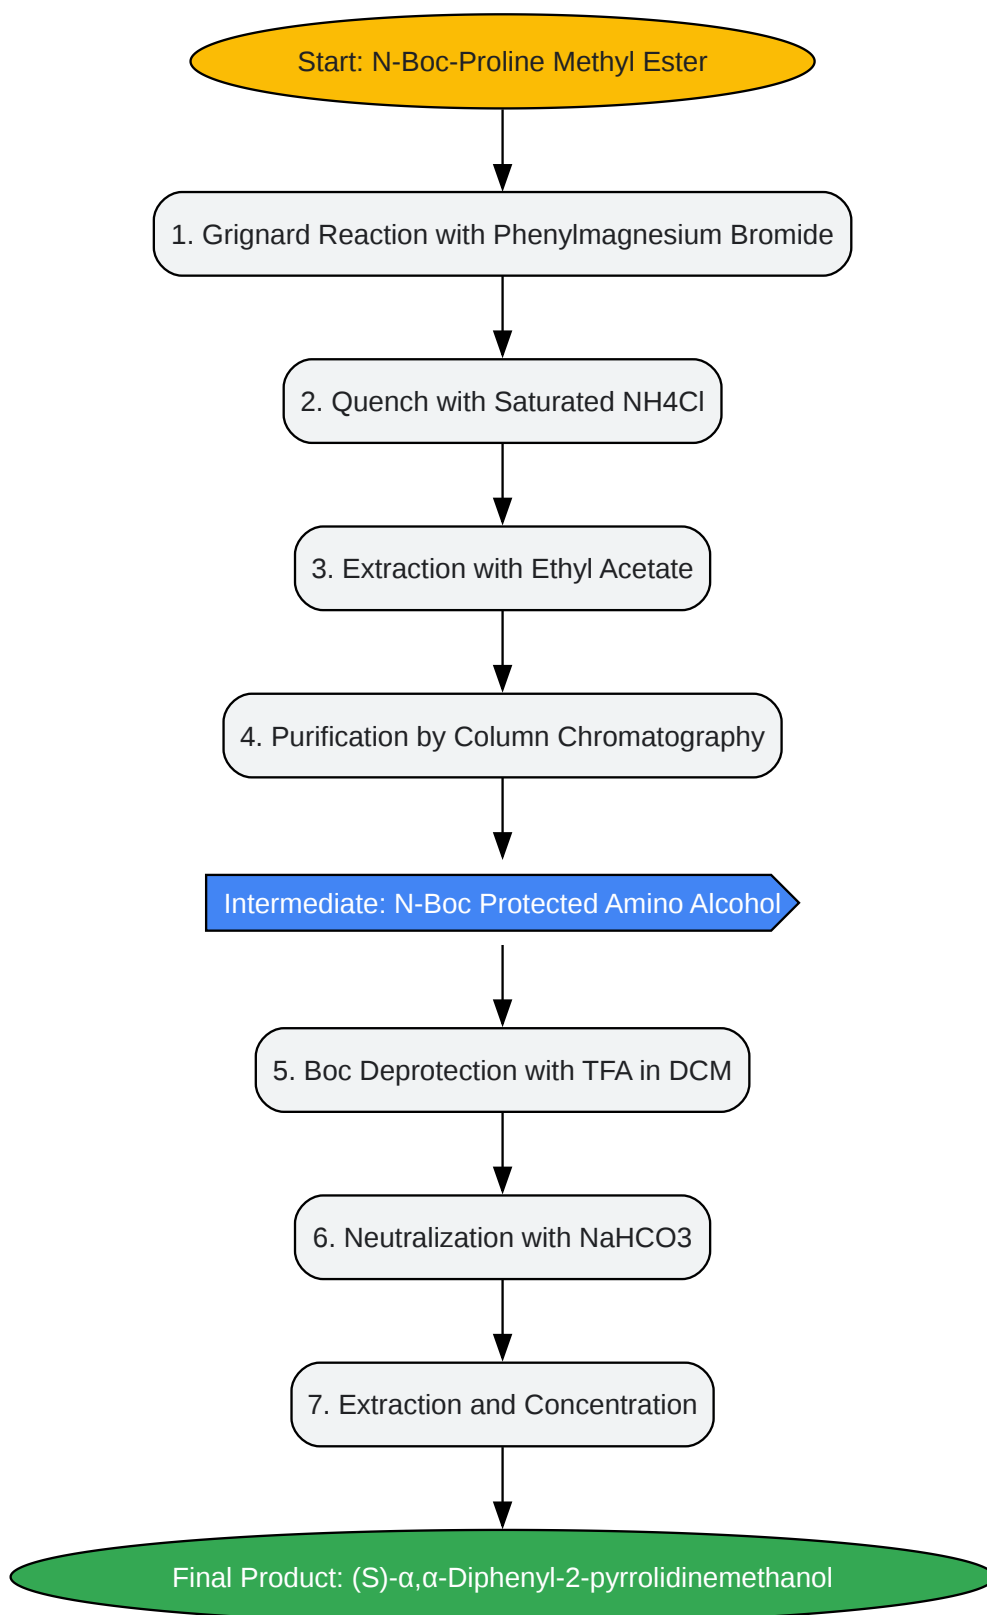 Start: N-Boc-Proline Methyl Ester
1. Grignard Reaction with Phenylmagnesium Bromide
2. Quench with Saturated NH4Cl
3. Extraction with Ethyl Acetate
4. Purification by Column Chromatography
Intermediate: N-Boc Protected Amino Alcohol
5. Boc Deprotection with TFA in DCM
6. Neutralization with NaHCO3
7. Extraction and Concentration
Final Product: (S)-α,α-Diphenyl-2-pyrrolidinemethanol